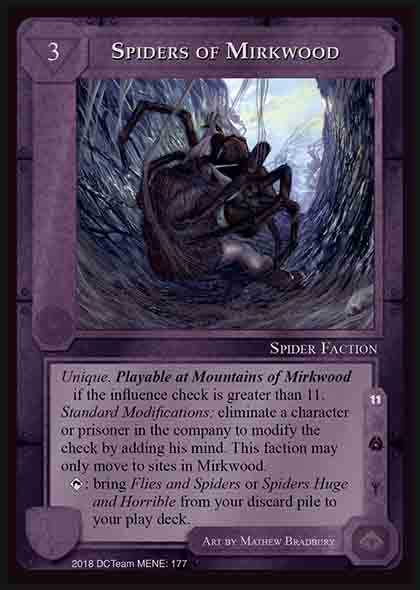 3
SPIDERS OF MIRKWOOD
SPIDER FACTION
Unique. Playable at Mountains of Mirkwood
if the influence check is greater than 11.
Standard Modifications: eliminate a character
or prisoner in the company to modify the
check by adding his mind. This faction may
only move to sites in Mirkwood.
: bring Flies and Spiders or Spiders Huge
and Horrible from your discard pile to
your play deck.
11
ART BY MATHEW BRADBURY
2018 DCTeam MENE: 177